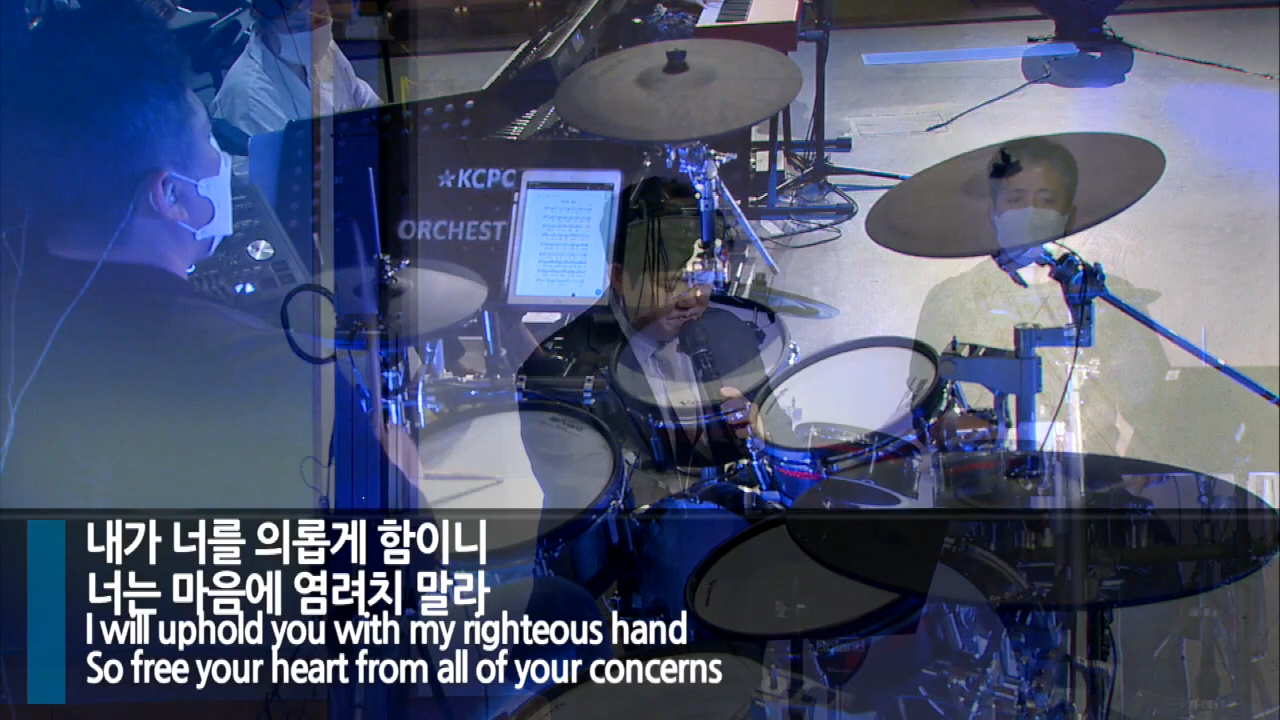 ☆KCPC
ORCHEST
내가 너를 의롭게 함이니
너는 마음에 염려치 말라
I will uphold you with my righteous hand
So free your heart from all of your concerns
Roland